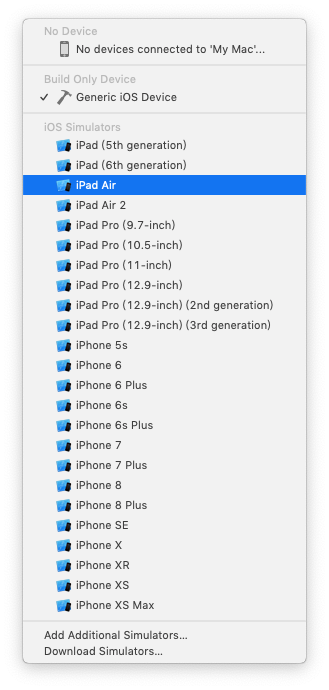 No Device
No devices connected to 'My Mac'...
Build Only Device
✓ Generic iOS Device
iOS Simulators
iPad (5th generation)
iPad (6th generation)
iPad Air
iPad Air 2
iPad Pro (9.7-inch)
iPad Pro (10.5-inch)
iPad Pro (11-inch)
iPad Pro (12.9-inch)
iPad Pro (12.9-inch) (2nd generation)
iPad Pro (12.9-inch) (3rd generation)
iPhone 5s
iPhone 6
iPhone 6 Plus
iPhone 6s
iPhone 6s Plus
iPhone 7
iPhone 7 Plus
iPhone 8
iPhone 8 Plus
iPhone SE
iPhone X
iPhone XR
iPhone XS
iPhone XS Max
Add Additional Simulators...
Download Simulators...